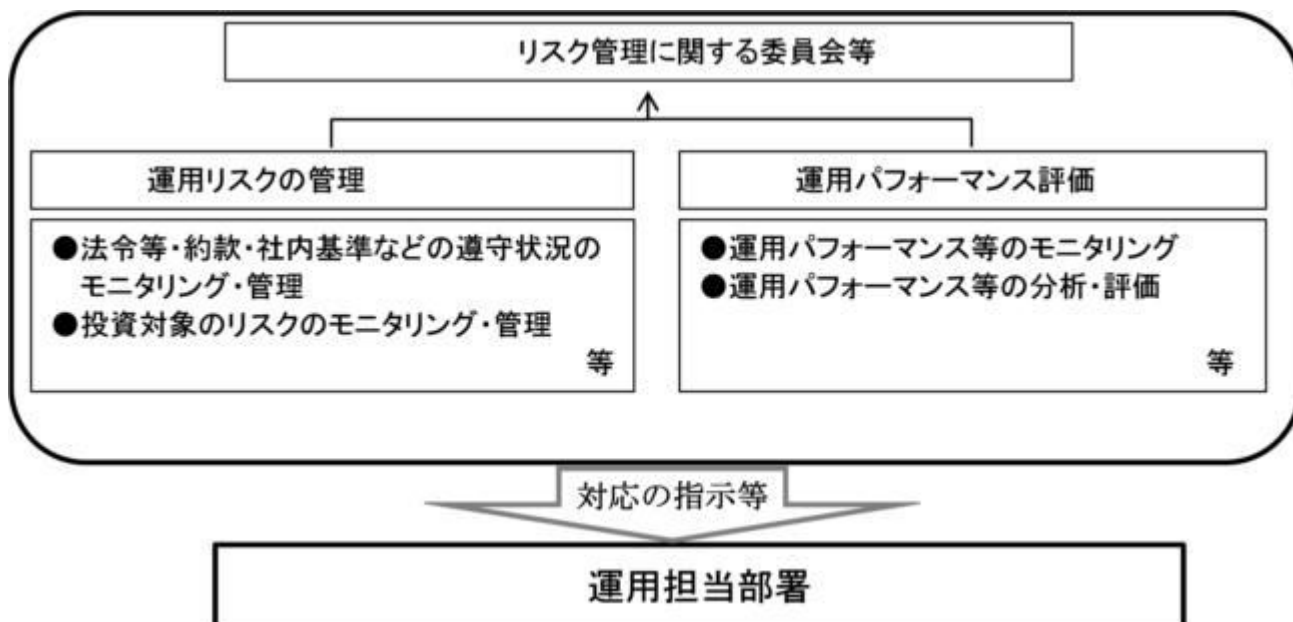 リスク管理に関する委員会等
運用リスクの管理
●法令等・約款・社内基準などの遵守状況の
モニタリング・管理
●投資対象のリスクのモニタリング・管理
等
運用パフォーマンス評価
●運用パフォーマンス等のモニタリング
●運用パフォーマンス等の分析・評価
等
対応の指示等
運用担当部署